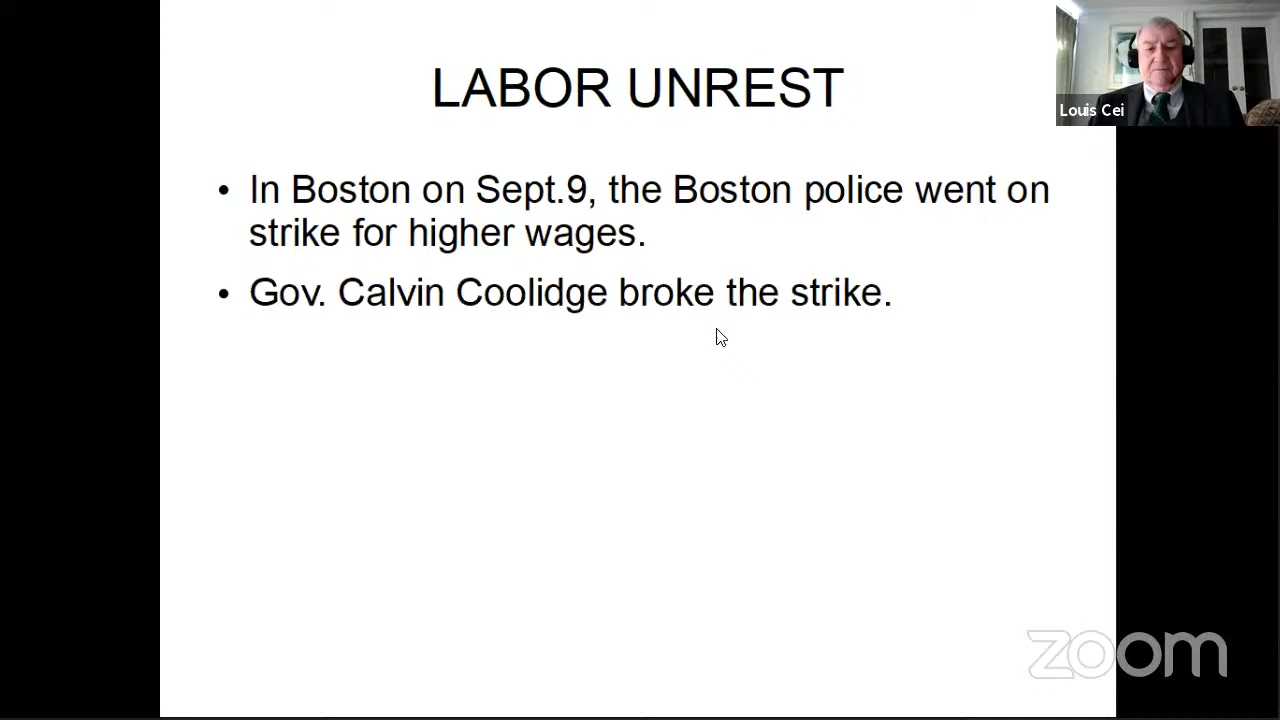 LABOR UNREST
Louis Cei
• In Boston on Sept.9, the Boston police went on
strike for higher wages.
• Gov. Calvin Coolidge broke the strike.
zoom